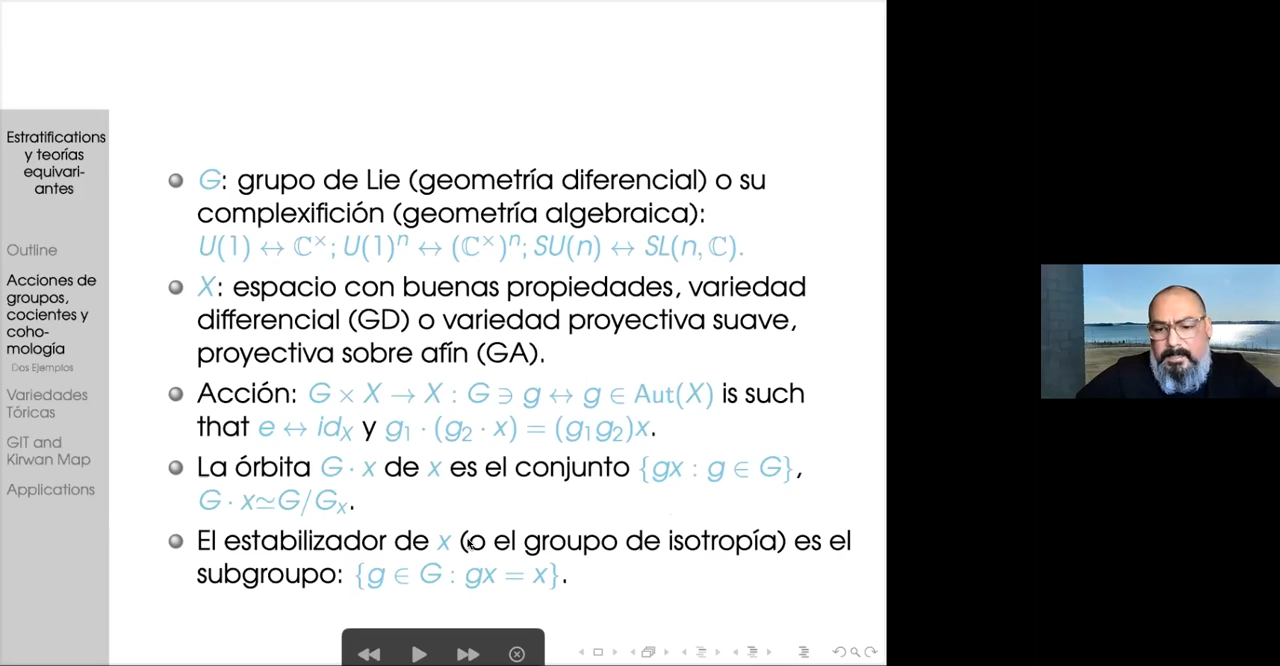 Estratifications
y teorías
equivari-
antes
Outline
Acciones de
grupos,
cocientes y
coho-
mología
Dos Ejemplos
Variedades
Tóricas
GIT and
Kirwan Map
Applications
G: grupo de Lie (geometría diferencial) o su
complexifición (geometría algebraica):
U(1) ↔ ℂ×; U(1)ⁿ ↔ (ℂ×)ⁿ; SU(n) ↔ SL(n, ℂ).
X: espacio con buenas propiedades, variedad
differencial (GD) o variedad proyectiva suave,
proyectiva sobre afín (GA).
Acción: G × X → X : G ∋ g ↔ g ∈ Aut(X) is such
that e ↔ id_X y g₁ · (g₂ · x) = (g₁g₂)x.
La órbita G · x de x es el conjunto {gx : g ∈ G},
G · x≃G/Gₓ.
El estabilizador de x (o el groupo de isotropía) es el
subgroupo: {g ∈ G : gx = x}.